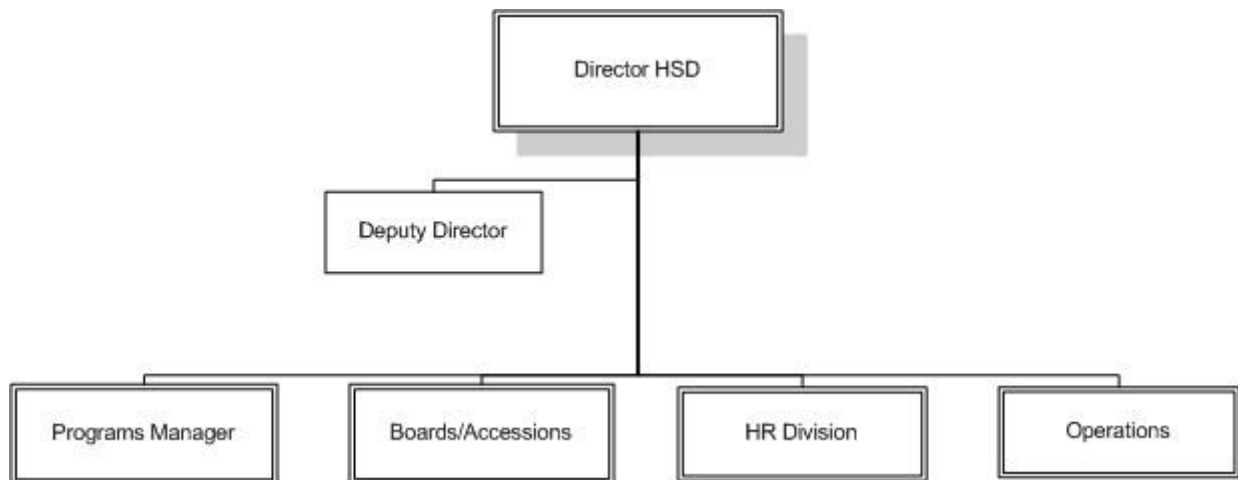 Director HSD
Deputy Director
Programs Manager
Boards/Accessions
HR Division
Operations